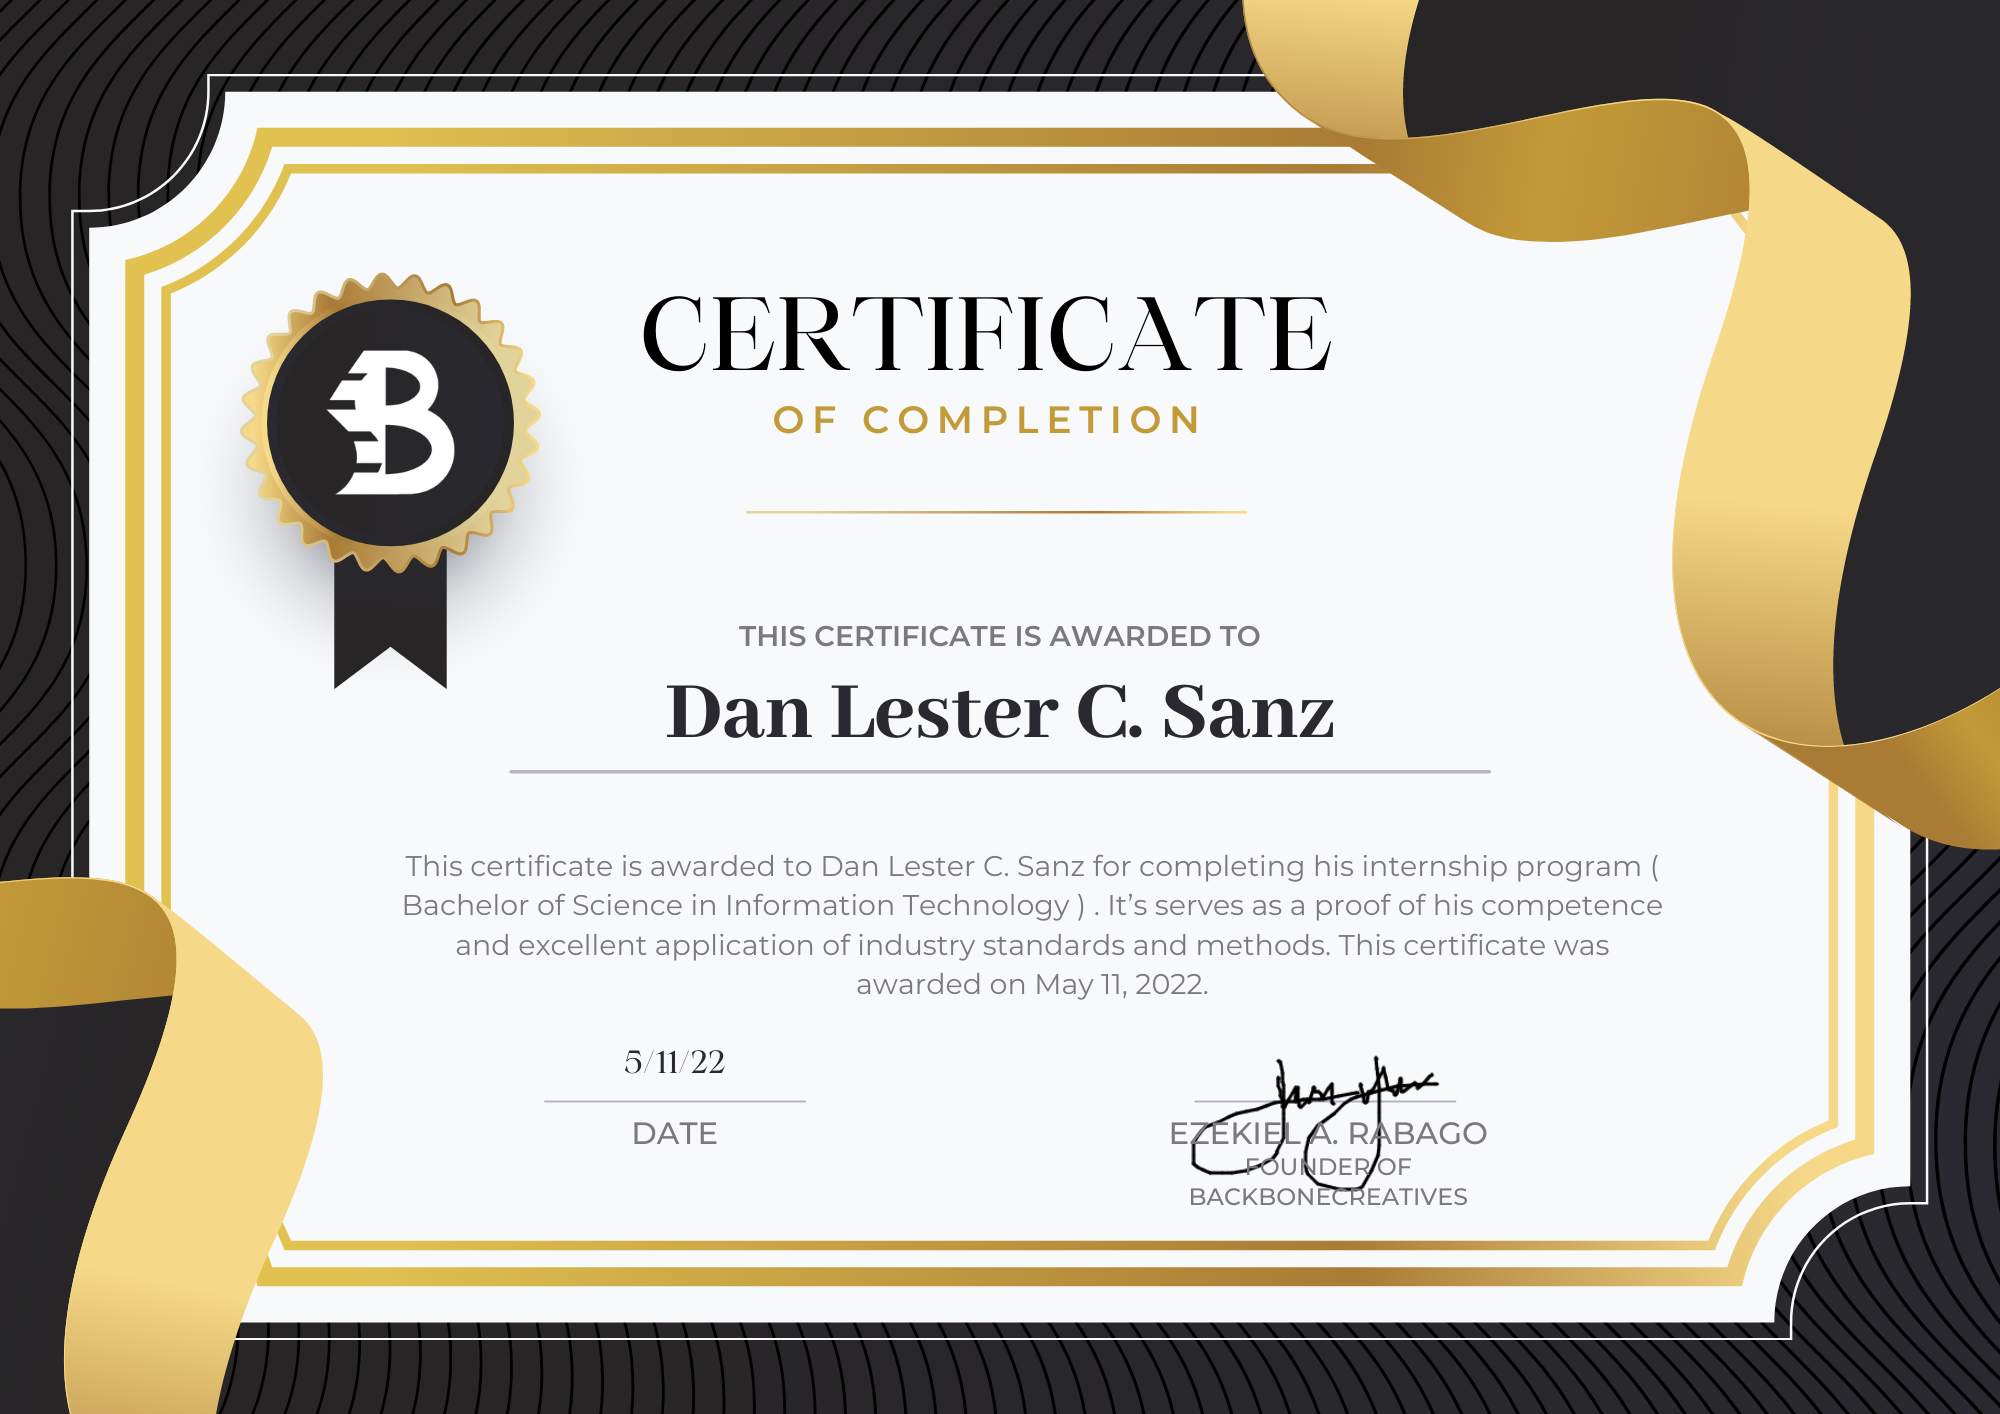 CERTIFICATE
OF COMPLETION
B
THIS CERTIFICATE IS AWARDED TO
Dan Lester C. Sanz
This certificate is awarded to Dan Lester C. Sanz for completing his internship program (
Bachelor of Science in Information Technology ) . It’s serves as a proof of his competence
and excellent application of industry standards and methods. This certificate was
awarded on May 11, 2022.
5/11/22
DATE
EZEKIEL A. RABAGO
FOUNDER OF
BACKBONECREATIVES